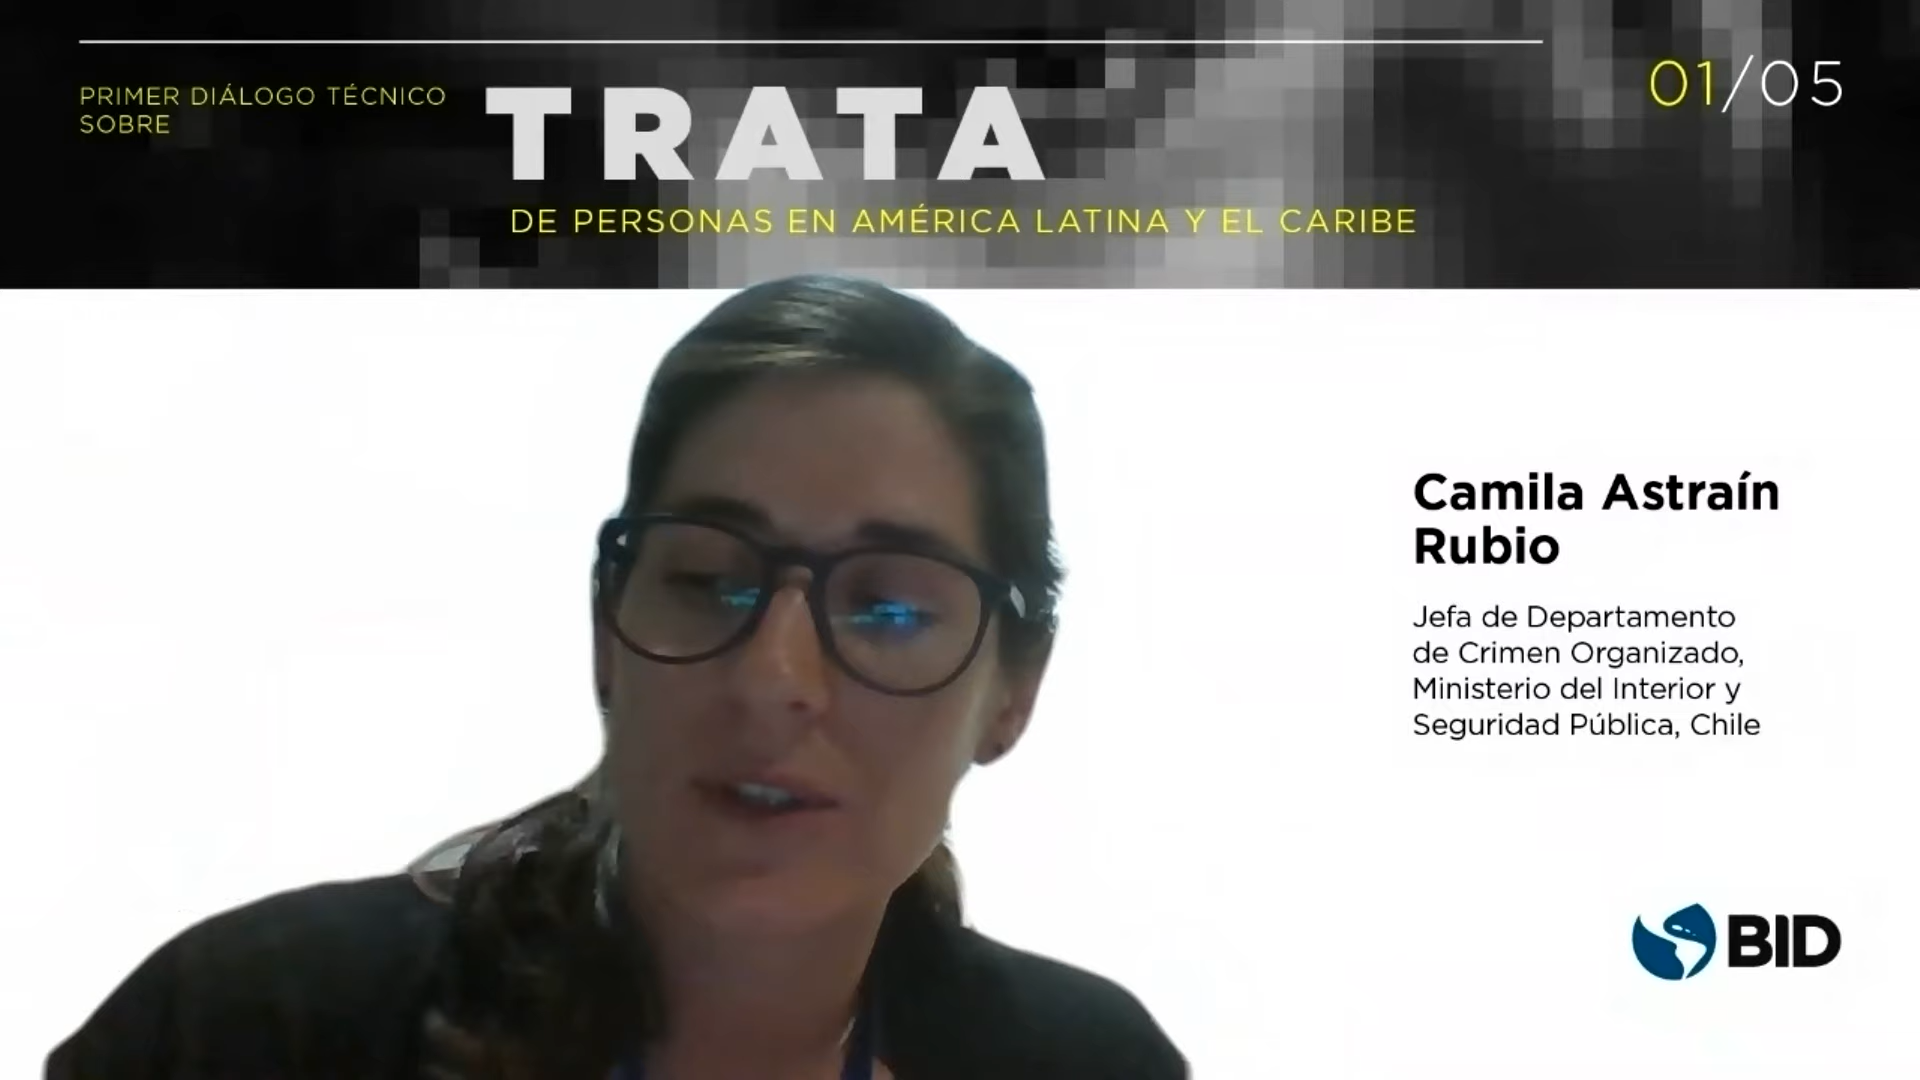 PRIMER DIÁLOGO TÉCNICO
SOBRE
TRATA
DE PERSONAS EN AMÉRICA LATINA Y EL CARIBE
01/05
Camila Astraín
Rubio
Jefa de Departamento
de Crimen Organizado,
Ministerio del Interior y
Seguridad Pública, Chile
BID